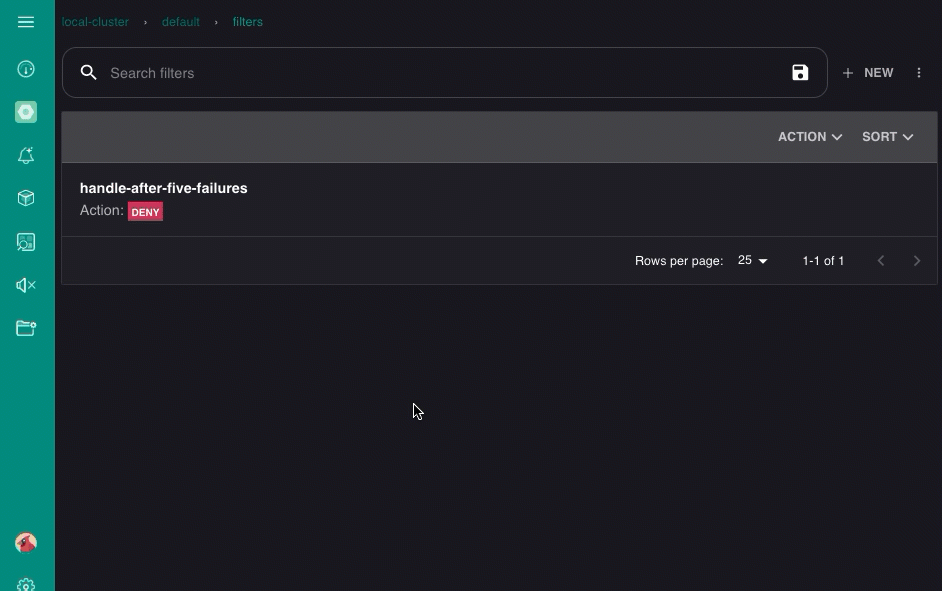 local-cluster › default › filters
Search filters
NEW
ACTION SORT
handle-after-five-failures
Action: DENY
Rows per page: 25 1-1 of 1